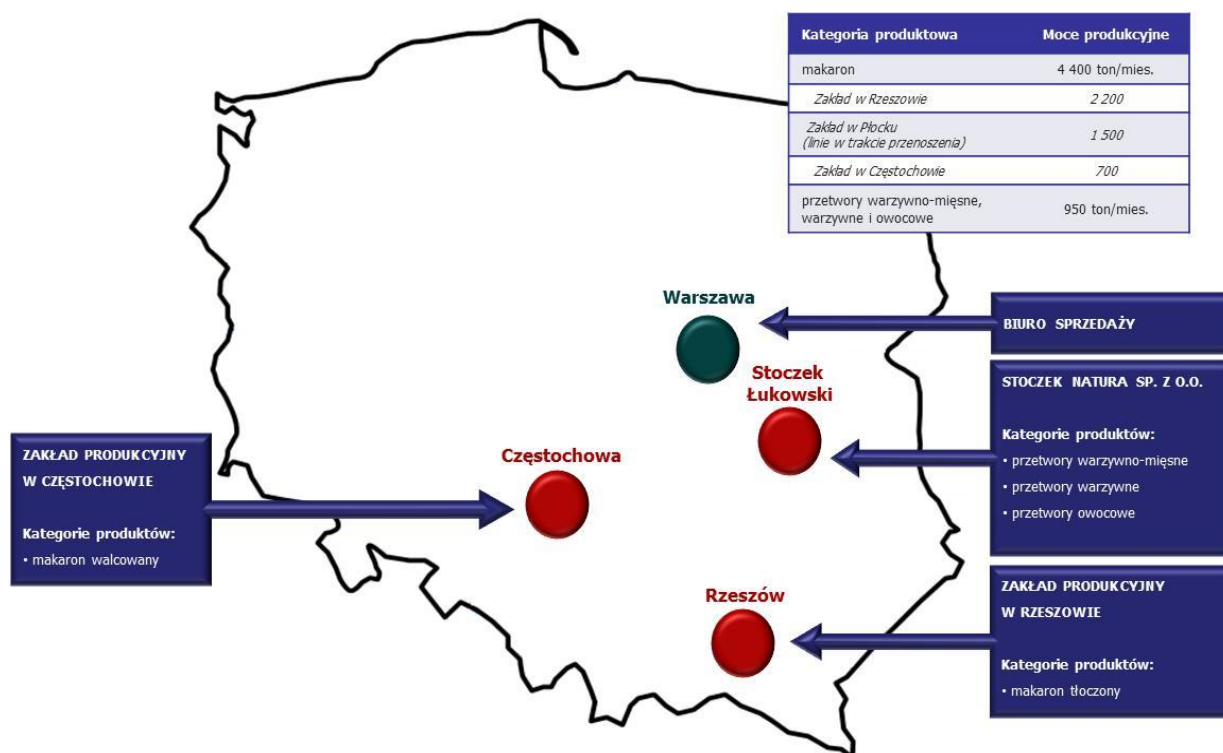 Kategoria produktowa Moce produkcyjne
makaron 4 400 ton/mies.
Zakład w Rzeszowie 2 200
Zakład w Płocku
(linie w trakcie przenoszenia) 1 500
Zakład w Częstochowie 700
przetwory warzywno-mięsne,
warzywne i owocowe 950 ton/mies.
Warszawa
BIURO SPRZEDAŻY
Stoczek
Łukowski
STOCZEK NATURA SP. Z O.O.
Kategorie produktów:
• przetwory warzywno-mięsne
• przetwory warzywne
• przetwory owocowe
Częstochowa
ZAKŁAD PRODUKCYJNY
W CZĘSTOCHOWIE
Kategorie produktów:
• makaron walcowany
Rzeszów
ZAKŁAD PRODUKCYJNY
W RZESZOWIE
Kategorie produktów:
• makaron tłoczony